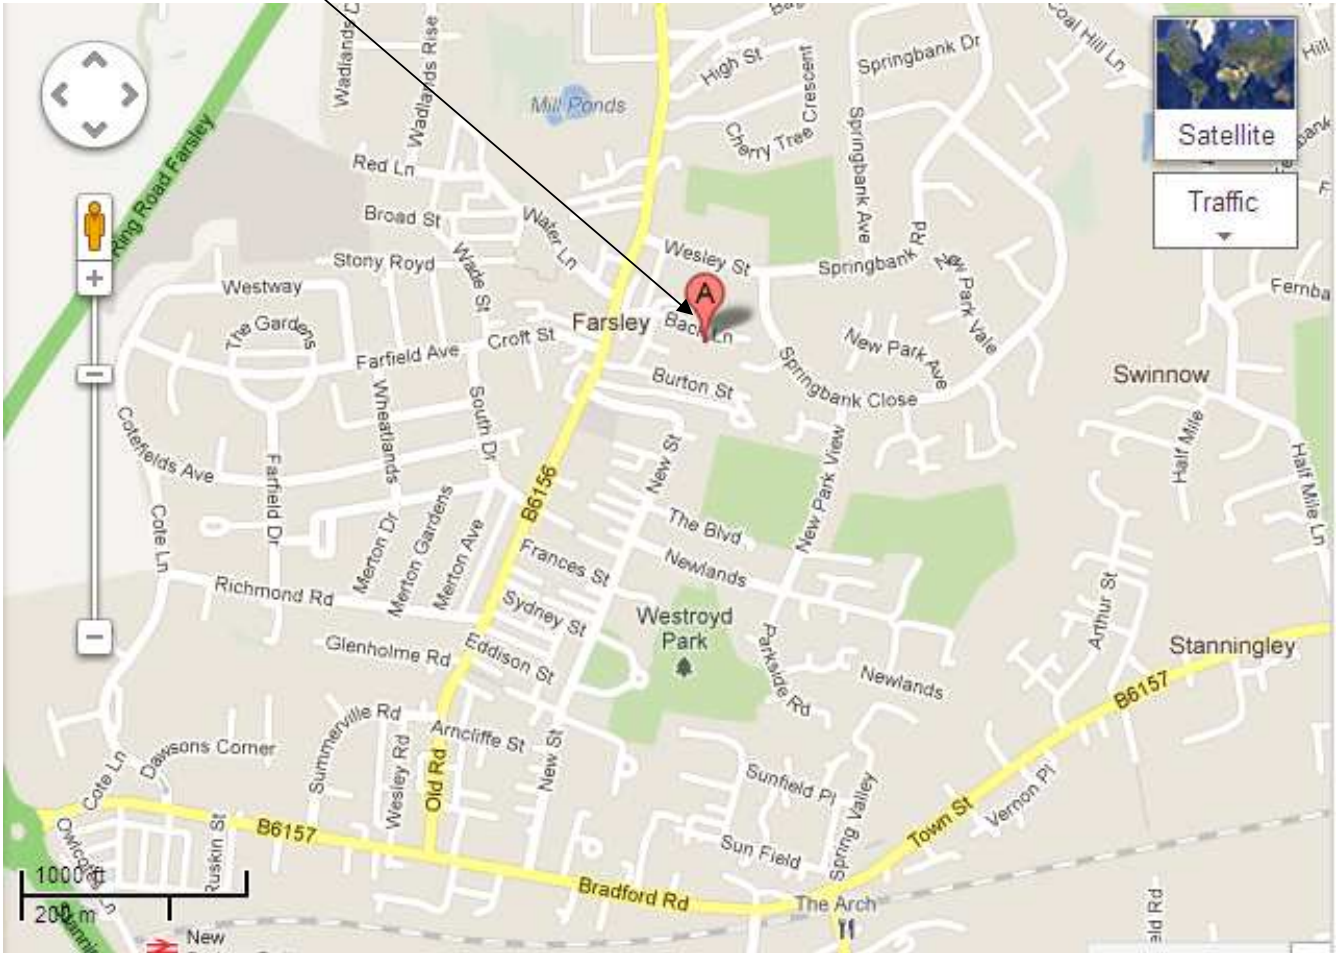 Wadlands D
Wadlands Rise
Coal Hill Ln
High St
Springbank Dr
Hill
Satellite
Mill Ponds
Cherry Tree Crescent
Springbank Ave
Ring Road Farsley
Red Ln
Traffic
Broad St
Water Ln
Wesley St
Springbank Rd
New Park Vale
Stony Royd
Wade St
Westway
Fernba
A
The Gardens
Farsley
Back Ln
Croft St
Farfield Ave
New Park Ave
Springbank Close
Swinnow
Burton St
Wheatlands
South Dr
Cotefields Ave
Farfield Dr
New St
New Park View
Half Mile
Half Mile Ln
B6156
Cote Ln
Merton Dr
Merton Gardens
Merton Ave
The Blvd
Frances St
Newlands
Richmond Rd
Sydney St
Westroyd
Park
Arthur St
Stanningley
Glenholme Rd
Eddison St
Parkside Rd
Newlands
B6157
Summerville Rd
Arncliffe St
Dawsons Corner
Cote Ln
Wesley Rd
Old Rd
New St
Sunfield Pl
Spring Valley
Vernon Pl
Town St
B6157
Ruskin St
Sun Field
1000 ft
200 m
Bradford Rd
The Arch
eld Rd
New